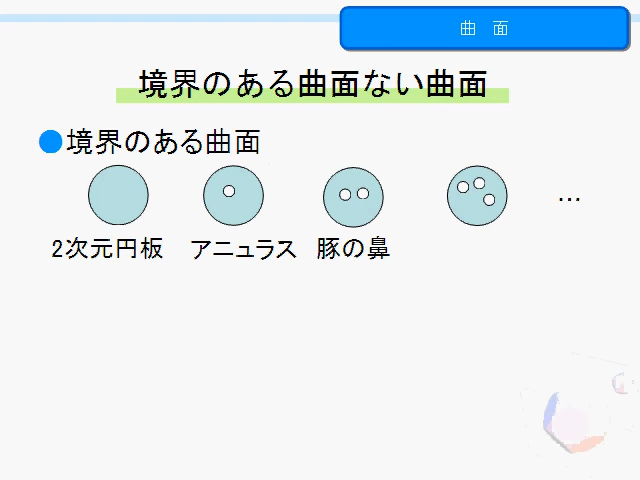 曲　面
境界のある曲面ない曲面
●境界のある曲面
…
2次元円板　アニュラス　豚の鼻